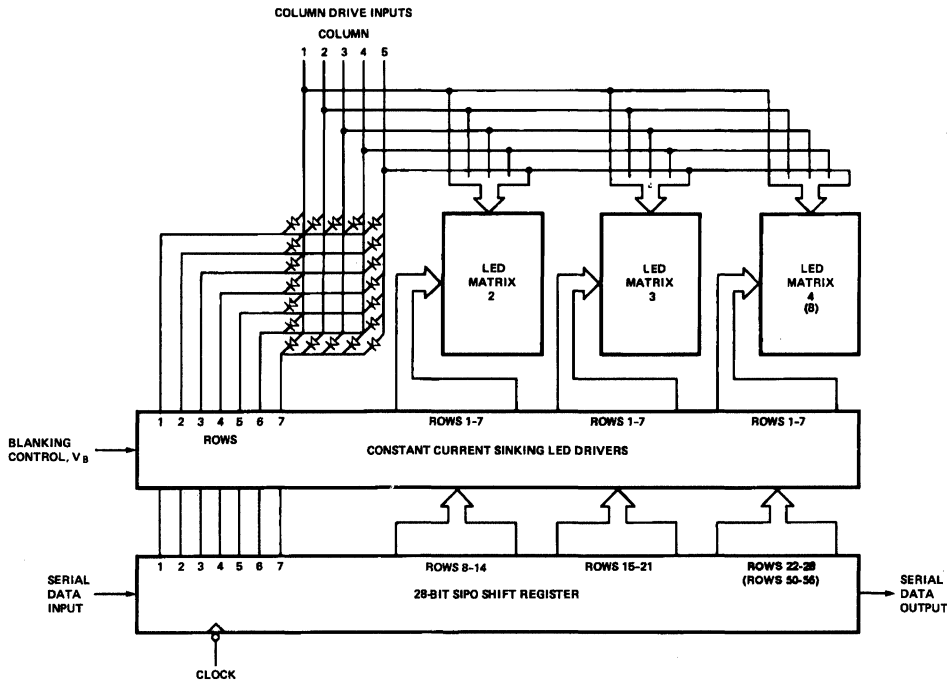 COLUMN DRIVE INPUTS
COLUMN
1 2 3 4 5
LED
MATRIX
2
LED
MATRIX
3
LED
MATRIX
4
(8)
1 2 3 4 5 6 7
ROWS
ROWS 1-7
ROWS 1-7
ROWS 1-7
BLANKING
CONTROL, VB
CONSTANT CURRENT SINKING LED DRIVERS
1 2 3 4 5 6 7
ROWS 8-14
ROWS 15-21
ROWS 22-28
(ROWS 50-56)
SERIAL
DATA
INPUT
28-BIT SIPO SHIFT REGISTER
SERIAL
DATA
OUTPUT
CLOCK